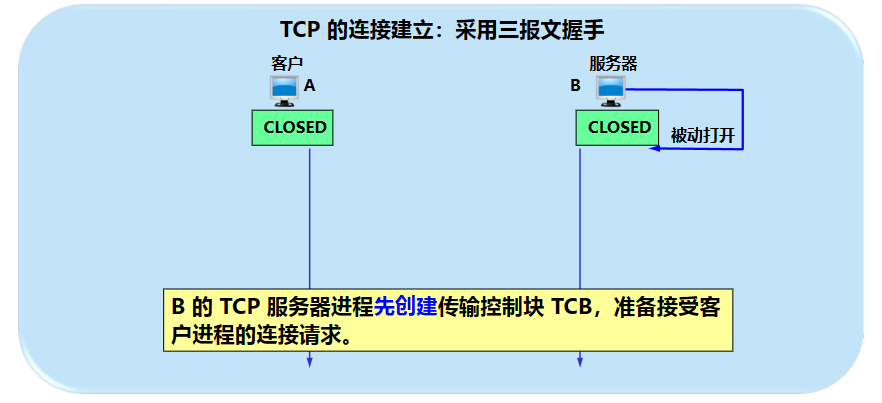 TCP 的连接建立：采用三报文握手
客户
服务器
A
B
CLOSED
CLOSED
被动打开
B 的 TCP 服务器进程先创建传输控制块 TCB，准备接受客
户进程的连接请求。